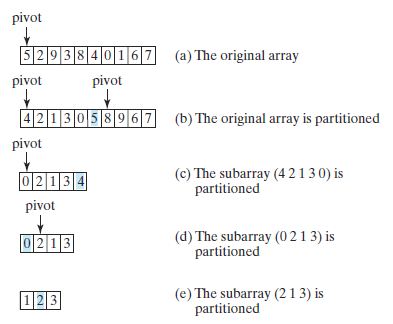 pivot
5 2 9 3 8 4 0 1 6 7 (a) The original array
pivot pivot
4 2 1 3 0 5 8 9 6 7 (b) The original array is partitioned
pivot
0 2 1 3 4 (c) The subarray (4 2 1 3 0) is
partitioned
pivot
0 2 1 3 (d) The subarray (0 2 1 3) is
partitioned
1 2 3 (e) The subarray (2 1 3) is
partitioned